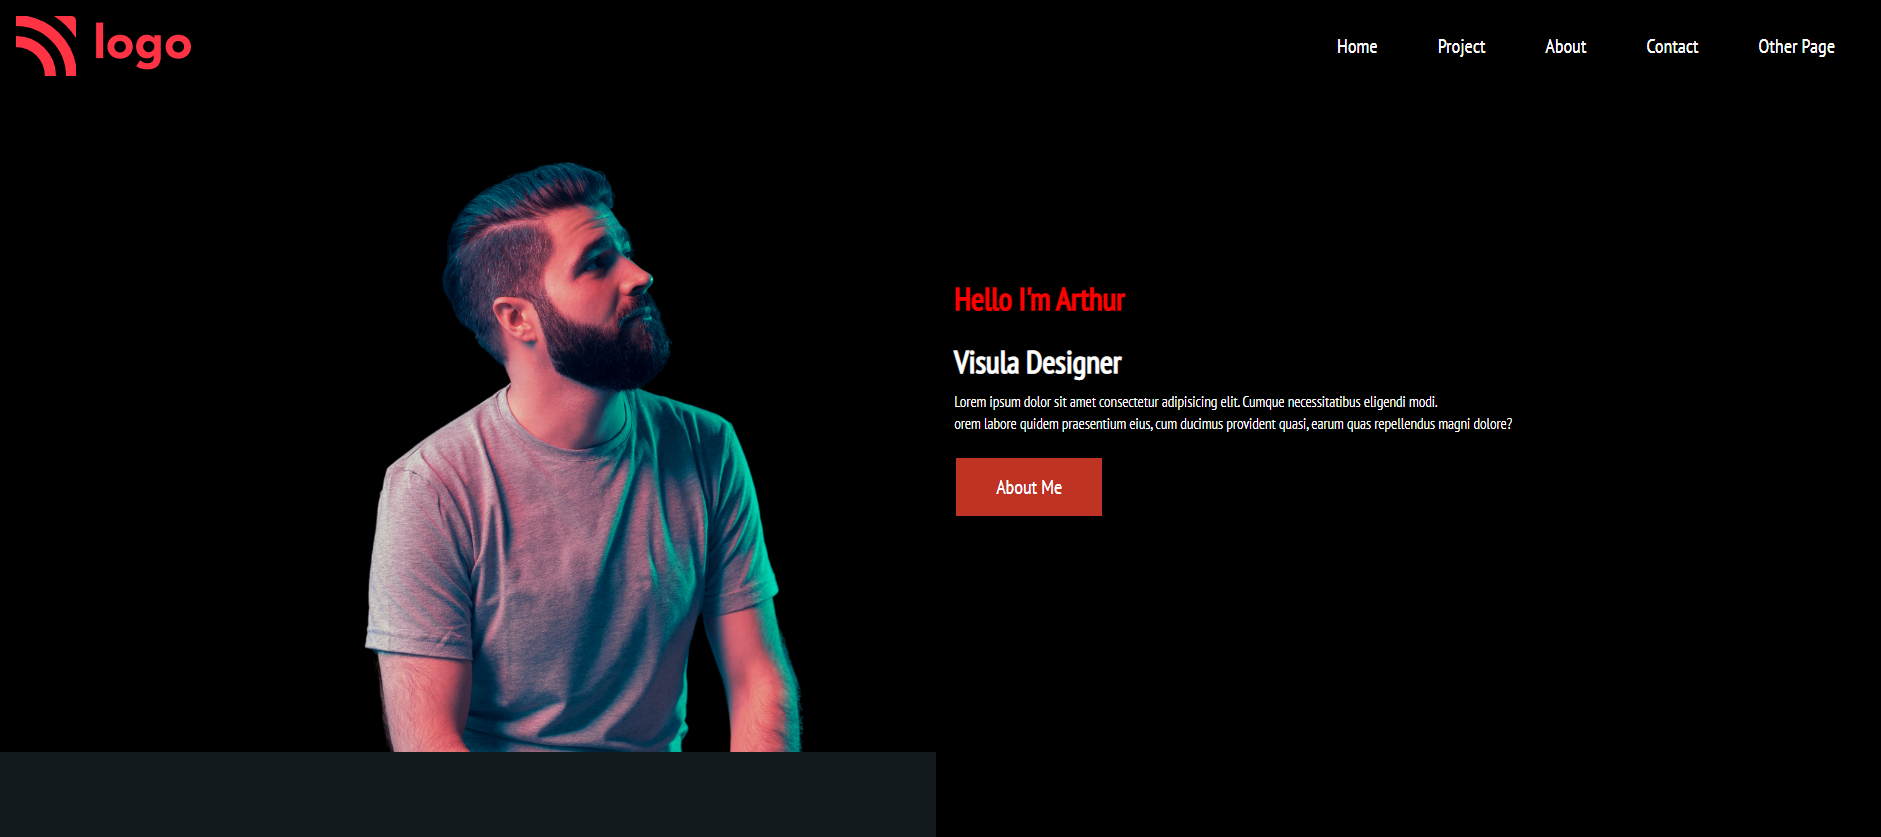 logo
Home Project About Contact Other Page
Hello I'm Arthur
Visula Designer
Lorem ipsum dolor sit amet consectetur adipisicing elit. Cumque necessitatibus eligendi modi.
orem labore quidem praesentium eius, cum ducimus provident quasi, earum quas repellendus magni dolore?
About Me